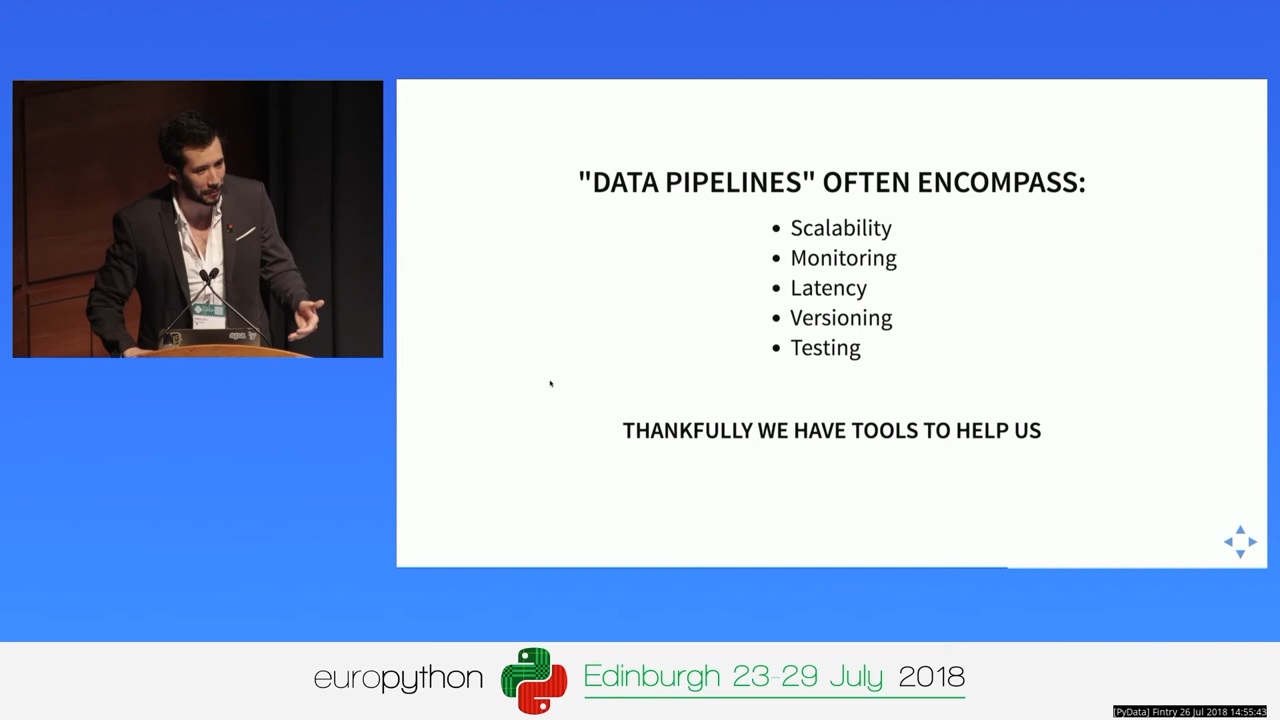 "DATA PIPELINES" OFTEN ENCOMPASS:
• Scalability
• Monitoring
• Latency
• Versioning
• Testing
THANKFULLY WE HAVE TOOLS TO HELP US
europython Edinburgh 23-29 July 2018
[PyData] Fintry 26 Jul 2018 14:55:43